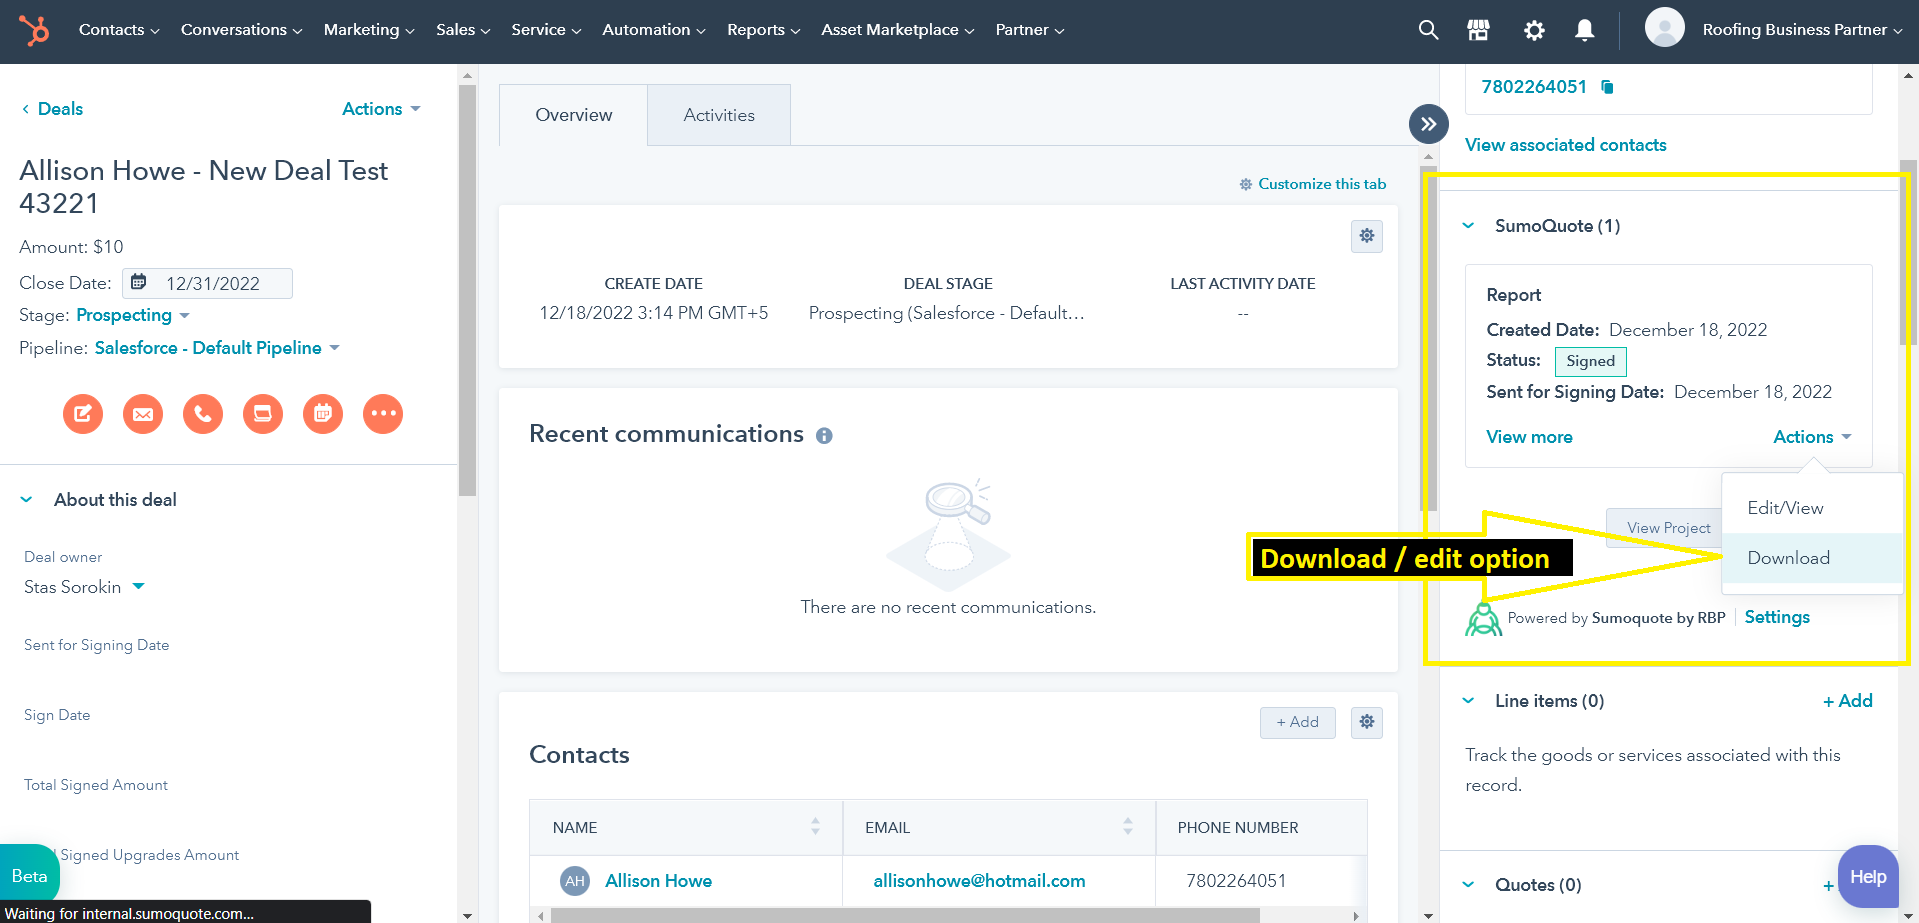 Contacts Conversations Marketing Sales Service Automation Reports Asset Marketplace Partner Roofing Business Partner
Deals Actions
Allison Howe - New Deal Test
43221
Amount: $10
Close Date: 12/31/2022
Stage: Prospecting
Pipeline: Salesforce - Default Pipeline
About this deal
Deal owner
Stas Sorokin
Sent for Signing Date
Sign Date
Total Signed Amount
Signed Upgrades Amount
Beta
Waiting for internal.sumoquote.com...
Overview Activities
Customize this tab
CREATE DATE DEAL STAGE LAST ACTIVITY DATE
12/18/2022 3:14 PM GMT+5 Prospecting (Salesforce - Default... --
Recent communications
There are no recent communications.
+ Add
Contacts
NAME EMAIL PHONE NUMBER
AH Allison Howe allisonhowe@hotmail.com 7802264051
7802264051
View associated contacts
SumoQuote (1)
Report
Created Date: December 18, 2022
Status: Signed
Sent for Signing Date: December 18, 2022
View more Actions
Edit/View
View Project
Download / edit option
Download
Powered by Sumoquote by RBP Settings
Line items (0) + Add
Track the goods or services associated with this
record.
Quotes (0) +
Help